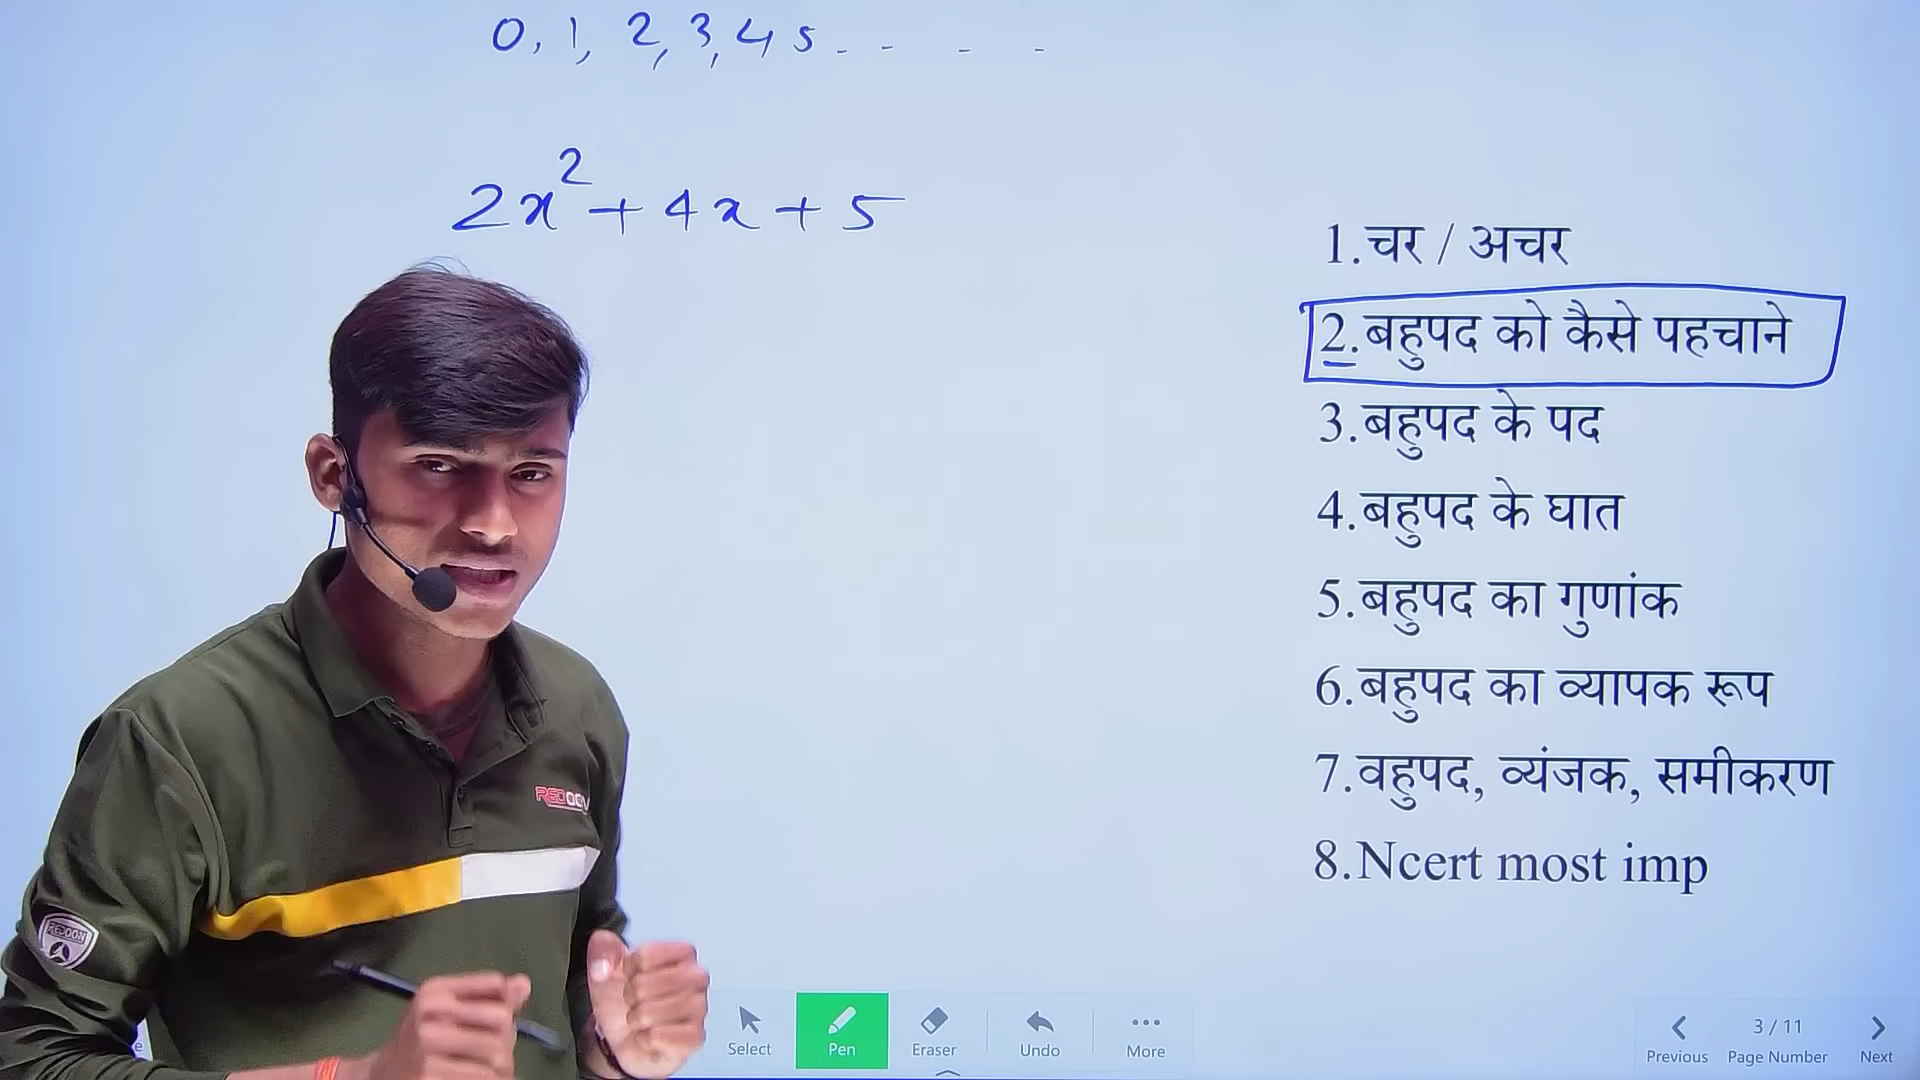 0, 1, 2, 3, 4, 5 - - - -
2x² + 4x + 5
1. चर / अचर
2. बहुपद को कैसे पहचाने
3. बहुपद के पद
4. बहुपद के घात
5. बहुपद का गुणांक
6. बहुपद का व्यापक रूप
7. वहुपद, व्यंजक, समीकरण
8. Ncert most imp
REDOON
Select Pen Eraser Undo More
3 / 11
Previous Page Number Next